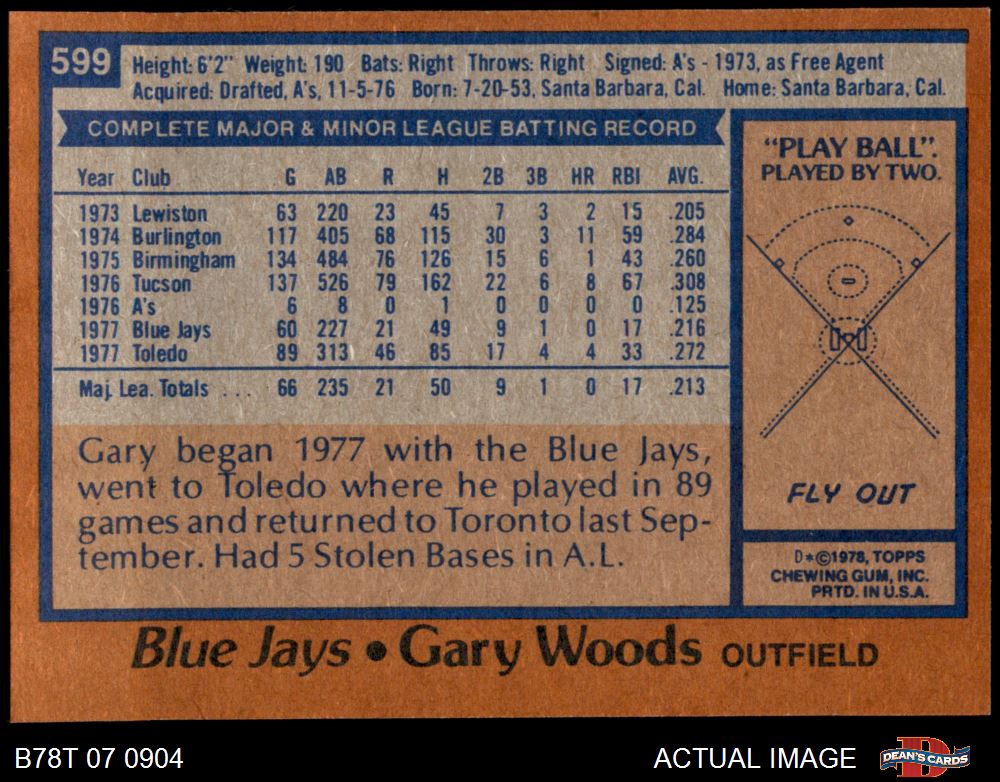 599
Height: 6'2" Weight: 190 Bats: Right Throws: Right Signed: A's - 1973, as Free Agent
Acquired: Drafted, A's, 11-5-76 Born: 7-20-53, Santa Barbara, Cal. Home: Santa Barbara, Cal.
COMPLETE MAJOR & MINOR LEAGUE BATTING RECORD
Year Club G AB R H 2B 3B HR RBI AVG.
1973 Lewiston 63 220 23 45 7 3 2 15 .205
1974 Burlington 117 405 68 115 30 3 11 59 .284
1975 Birmingham 134 484 76 126 15 6 1 43 .260
1976 Tucson 137 526 79 162 22 6 8 67 .308
1976 A's 6 8 0 1 0 0 0 0 .125
1977 Blue Jays 60 227 21 49 9 1 0 17 .216
1977 Toledo 89 313 46 85 17 4 4 33 .272
Maj. Lea. Totals . . . 66 235 21 50 9 1 0 17 .213
Gary began 1977 with the Blue Jays,
went to Toledo where he played in 89
games and returned to Toronto last Sep-
tember. Had 5 Stolen Bases in A.L.
"PLAY BALL".
PLAYED BY TWO.
FLY OUT
D*©1978, TOPPS
CHEWING GUM, INC.
PRTD. IN U.S.A.
Blue Jays • Gary Woods OUTFIELD
B78T 07 0904
ACTUAL IMAGE
D
DEAN'S CARDS